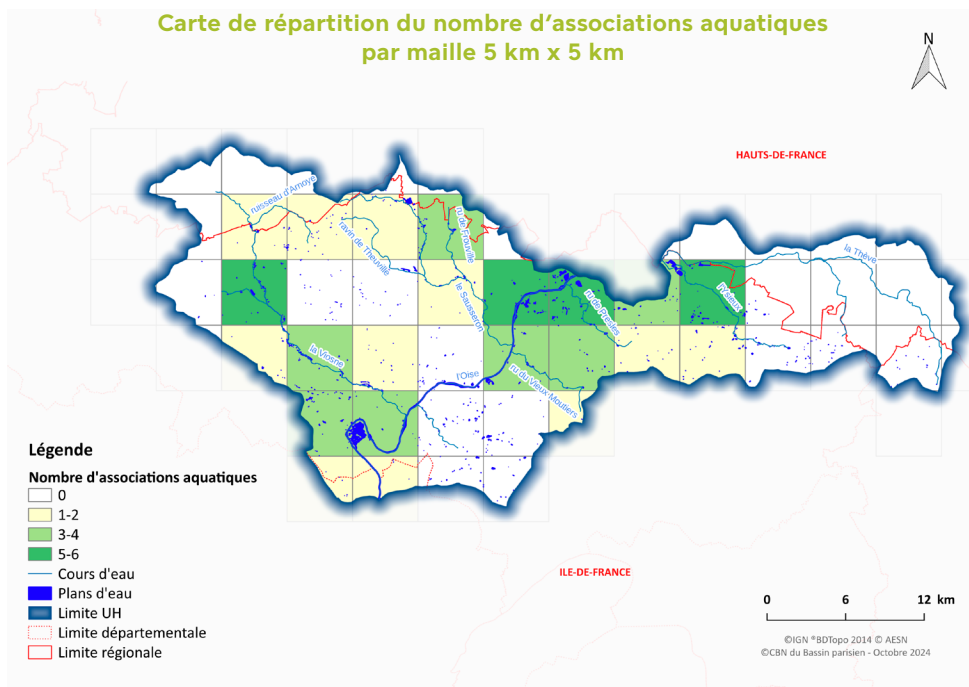 Carte de répartition du nombre d'associations aquatiques
par maille 5 km x 5 km
N
HAUTS-DE-FRANCE
ruisseau d'Arnoye
ravin de Theuville
ru de Frouville
la Thève
le Sausseron
ru de Presles
l'Ysieux
la Viosne
l'Oise
ru du Vieux Moutiers
Légende
Nombre d'associations aquatiques
0
1-2
3-4
5-6
Cours d'eau
Plans d'eau
Limite UH
Limite départementale
Limite régionale
ILE-DE-FRANCE
0 6 12 km
©IGN ®BDTopo 2014 © AESN
©CBN du Bassin parisien - Octobre 2024